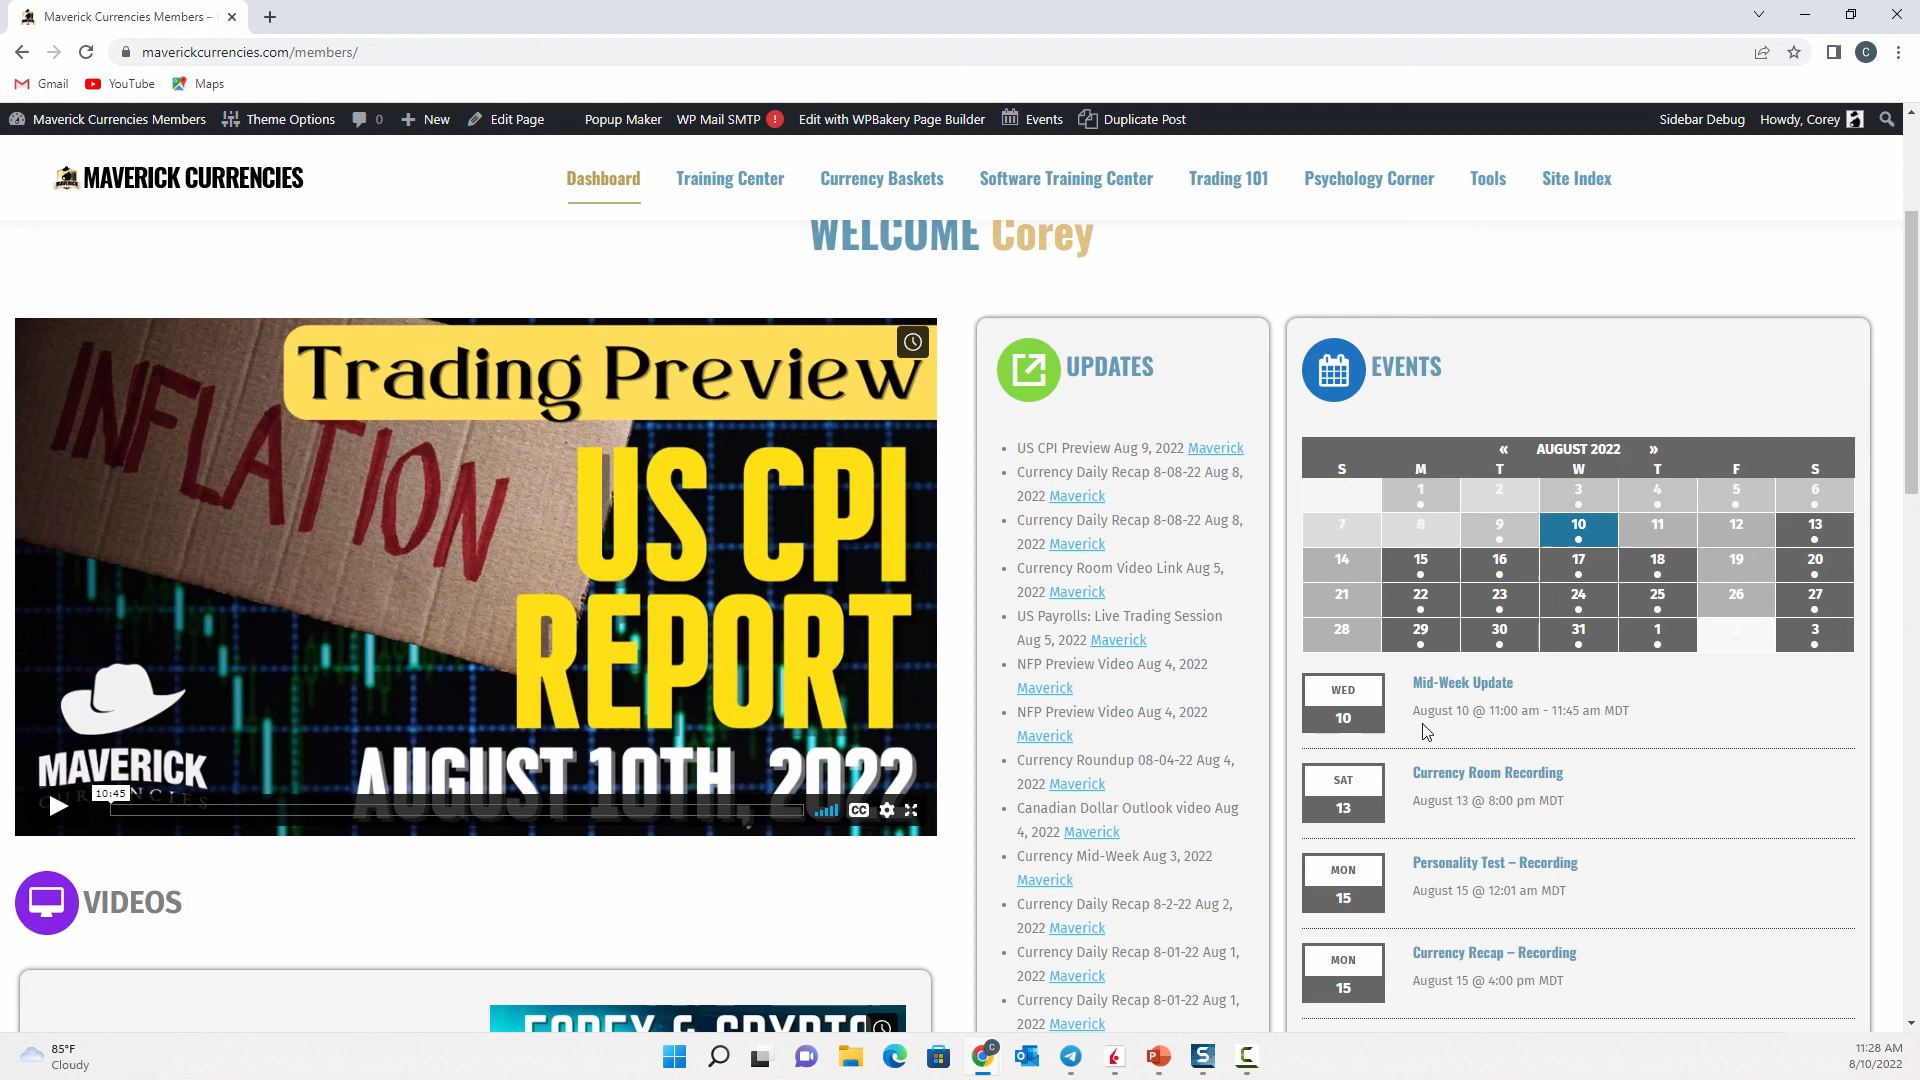 Maverick Currencies Members –
maverickcurrencies.com/members/
C
Gmail YouTube Maps
Maverick Currencies Members Theme Options 0 New Edit Page Popup Maker WP Mail SMTP ! Edit with WPBakery Page Builder Events Duplicate Post Sidebar Debug Howdy, Corey
MAVERICK CURRENCIES Dashboard Training Center Currency Baskets Software Training Center Trading 101 Psychology Corner Tools Site Index
WELCOME Corey
Trading Preview
INFLATION
US CPI
REPORT
AUGUST 10TH, 2022
MAVERICK
CURRENCIES
10:45
CC
VIDEOS
FOREX & CRYPTO
UPDATES
US CPI Preview Aug 9, 2022 Maverick
Currency Daily Recap 8-08-22 Aug 8,
2022 Maverick
Currency Daily Recap 8-08-22 Aug 8,
2022 Maverick
Currency Room Video Link Aug 5,
2022 Maverick
US Payrolls: Live Trading Session
Aug 5, 2022 Maverick
NFP Preview Video Aug 4, 2022
Maverick
NFP Preview Video Aug 4, 2022
Maverick
Currency Roundup 08-04-22 Aug 4,
2022 Maverick
Canadian Dollar Outlook video Aug
4, 2022 Maverick
Currency Mid-Week Aug 3, 2022
Maverick
Currency Daily Recap 8-2-22 Aug 2,
2022 Maverick
Currency Daily Recap 8-01-22 Aug 1,
2022 Maverick
Currency Daily Recap 8-01-22 Aug 1,
2022 Maverick
EVENTS
« AUGUST 2022 »
S M T W T F S
1 2 3 4 5 6
7 8 9 10 11 12 13
14 15 16 17 18 19 20
21 22 23 24 25 26 27
28 29 30 31 1 2 3
WED
10
Mid-Week Update
August 10 @ 11:00 am - 11:45 am MDT
SAT
13
Currency Room Recording
August 13 @ 8:00 pm MDT
MON
15
Personality Test – Recording
August 15 @ 12:01 am MDT
MON
15
Currency Recap – Recording
August 15 @ 4:00 pm MDT
85°F
Cloudy
11:28 AM
8/10/2022